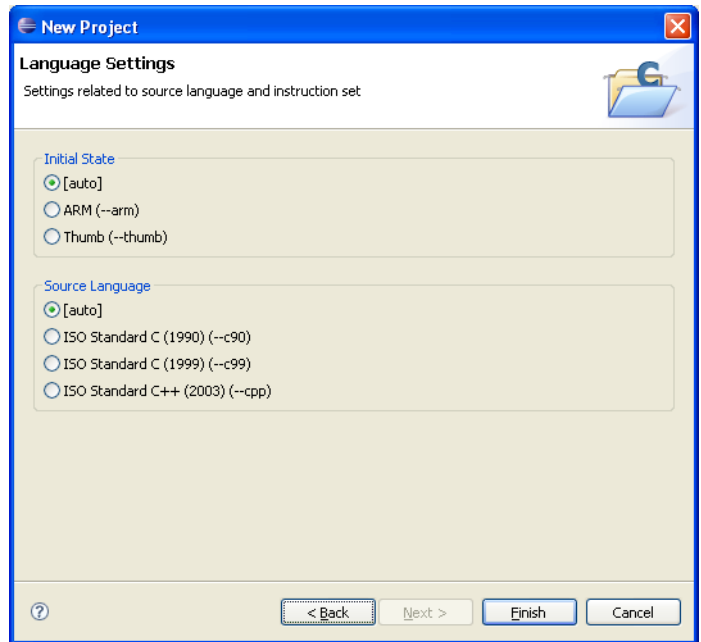 New Project
Language Settings
Settings related to source language and instruction set
C
Initial State
[auto]
ARM (--arm)
Thumb (--thumb)
Source Language
[auto]
ISO Standard C (1990) (--c90)
ISO Standard C (1999) (--c99)
ISO Standard C++ (2003) (--cpp)
?
< Back Next > Finish Cancel